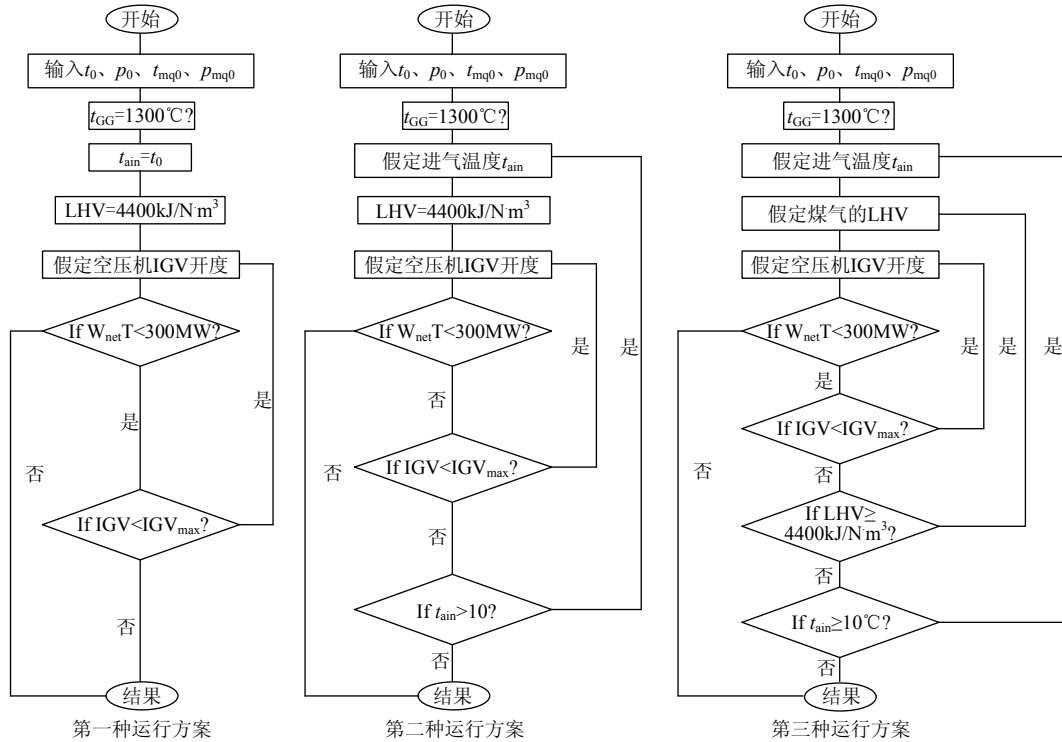 开始
输入t0、p0、tmq0、pmq0
tGG=1300℃?
tain=t0
LHV=4400kJ/N·m³
假定空压机IGV开度
If WnetT<300MW?
是
是
否
If IGV<IGVmax?
否
结果
第一种运行方案
开始
输入t0、p0、tmq0、pmq0
tGG=1300℃?
假定进气温度tain
LHV=4400kJ/N·m³
假定空压机IGV开度
If WnetT<300MW?
是
是
否
If IGV<IGVmax?
否
否
If tain>10?
否
结果
第二种运行方案
开始
输入t0、p0、tmq0、pmq0
tGG=1300℃?
假定进气温度tain
假定煤气的LHV
假定空压机IGV开度
If WnetT<300MW?
是
是
是
是
If IGV<IGVmax?
否
否
If LHV≥
4400kJ/N·m³?
否
If tain≥10℃?
否
结果
第三种运行方案